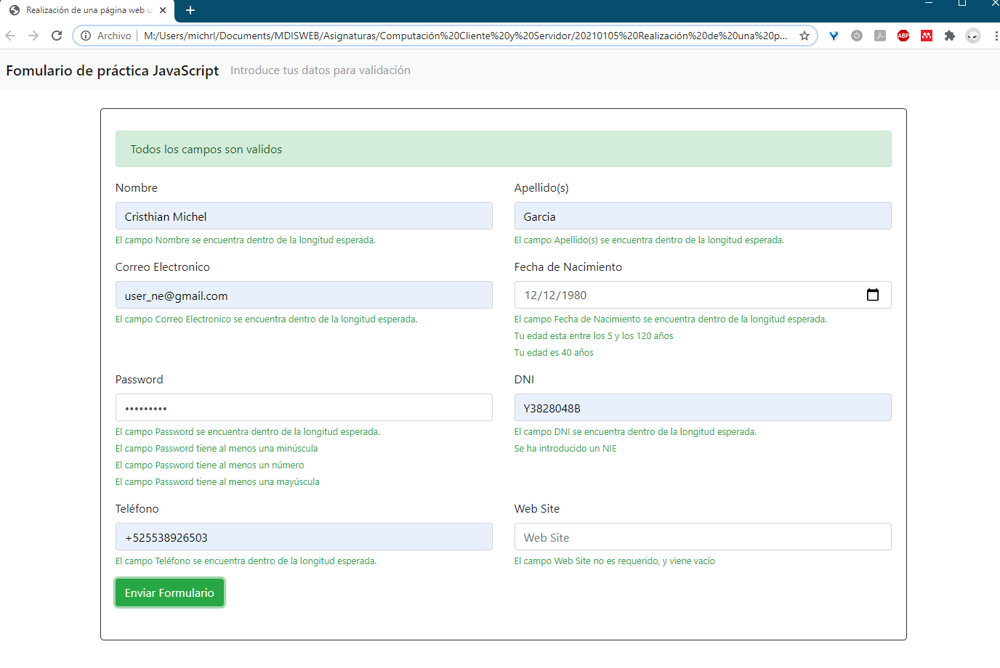 Realización de una página web u
Archivo M:/Users/michrl/Documents/MDISWEB/Asignaturas/Computación%20Cliente%20y%20Servidor/20210105%20Realización%20de%20una%20p...
ABP
Fomulario de práctica JavaScript Introduce tus datos para validación
Todos los campos son validos
Nombre Apellido(s)
Cristhian Michel Garcia
El campo Nombre se encuentra dentro de la longitud esperada. El campo Apellido(s) se encuentra dentro de la longitud esperada.
Correo Electronico Fecha de Nacimiento
user_ne@gmail.com 12/12/1980
El campo Correo Electronico se encuentra dentro de la longitud esperada. El campo Fecha de Nacimiento se encuentra dentro de la longitud esperada.
Tu edad esta entre los 5 y los 120 años
Tu edad es 40 años
Password DNI
••••••••• Y3828048B
El campo Password se encuentra dentro de la longitud esperada. El campo DNI se encuentra dentro de la longitud esperada.
El campo Password tiene al menos una minúscula Se ha introducido un NIE
El campo Password tiene al menos un número
El campo Password tiene al menos una mayúscula
Teléfono Web Site
+525538926503 Web Site
El campo Teléfono se encuentra dentro de la longitud esperada. El campo Web Site no es requerido, y viene vacío
Enviar Formulario